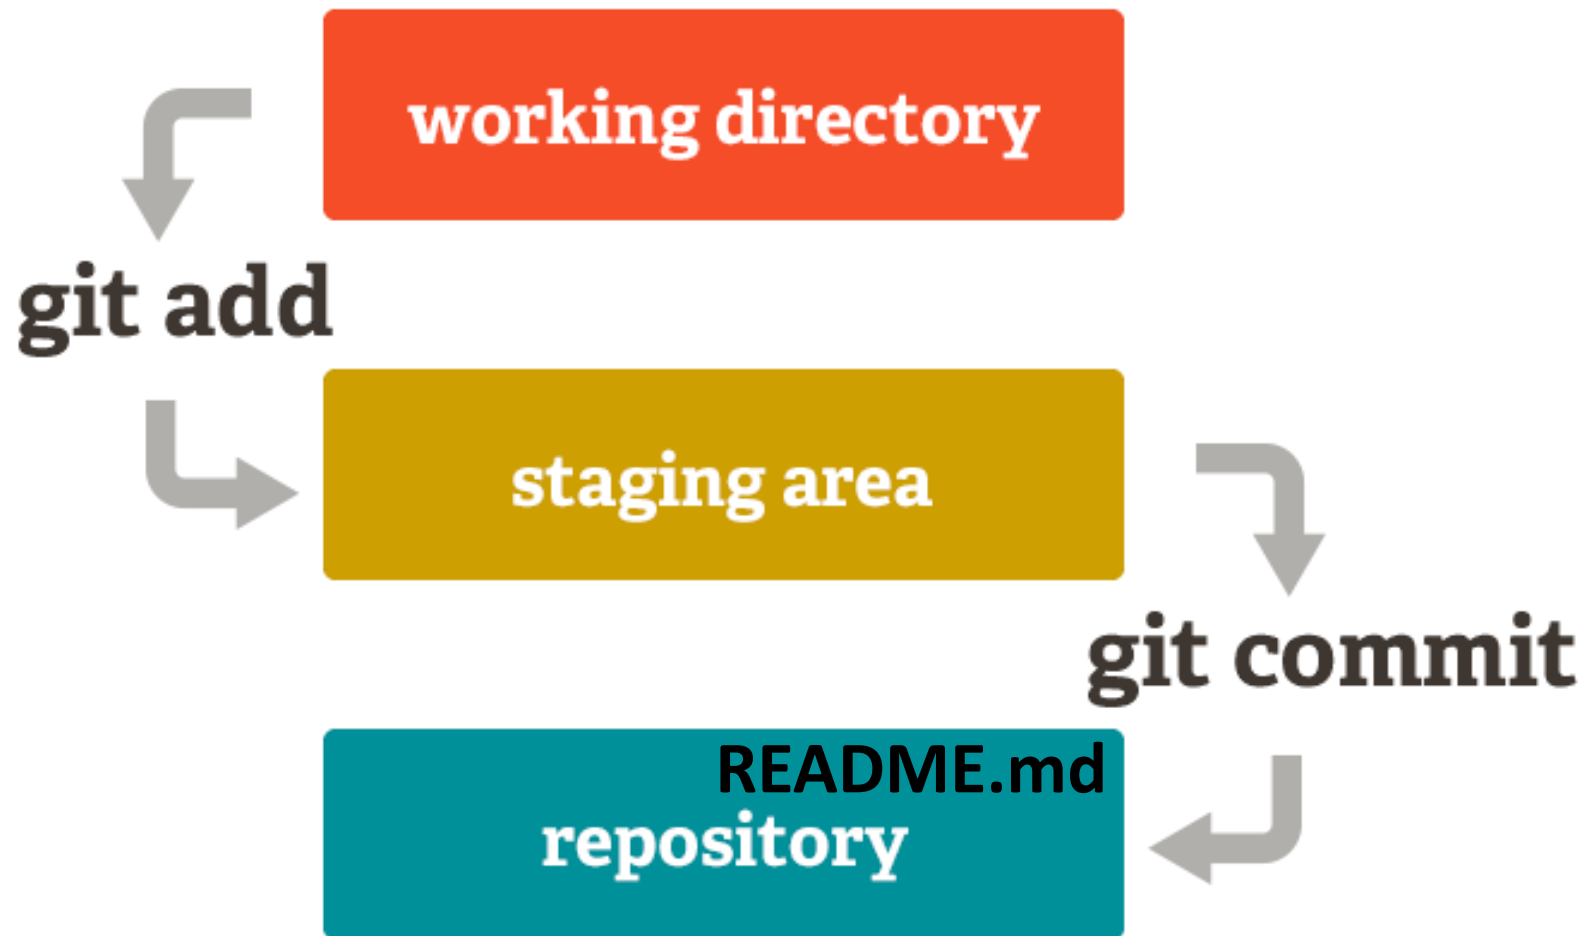 working directory
git add
staging area
git commit
README.md
repository